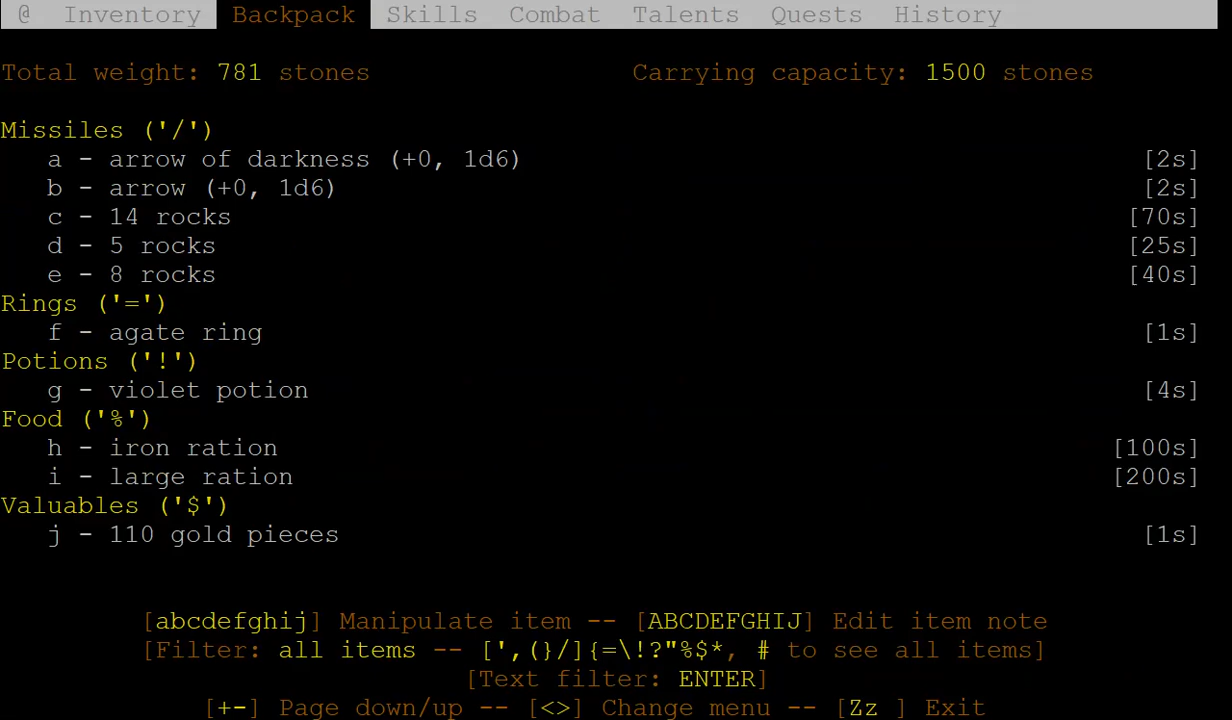 @ Inventory Backpack Skills Combat Talents Quests History
Total weight: 781 stones Carrying capacity: 1500 stones
Missiles ('/')
a - arrow of darkness (+0, 1d6) [2s]
b - arrow (+0, 1d6) [2s]
c - 14 rocks [70s]
d - 5 rocks [25s]
e - 8 rocks [40s]
Rings ('=')
f - agate ring [1s]
Potions ('!')
g - violet potion [4s]
Food ('%')
h - iron ration [100s]
i - large ration [200s]
Valuables ('$')
j - 110 gold pieces [1s]
[abcdefghij] Manipulate item -- [ABCDEFGHIJ] Edit item note
[Filter: all items -- [',(}/]{=\!?"%$*, # to see all items]
[Text filter: ENTER]
[+-] Page down/up -- [<>] Change menu -- [Zz ] Exit